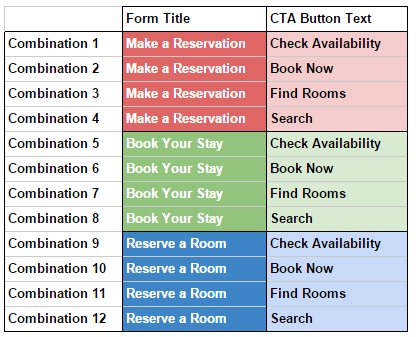 Form Title CTA Button Text
Combination 1 Make a Reservation Check Availability
Combination 2 Make a Reservation Book Now
Combination 3 Make a Reservation Find Rooms
Combination 4 Make a Reservation Search
Combination 5 Book Your Stay Check Availability
Combination 6 Book Your Stay Book Now
Combination 7 Book Your Stay Find Rooms
Combination 8 Book Your Stay Search
Combination 9 Reserve a Room Check Availability
Combination 10 Reserve a Room Book Now
Combination 11 Reserve a Room Find Rooms
Combination 12 Reserve a Room Search